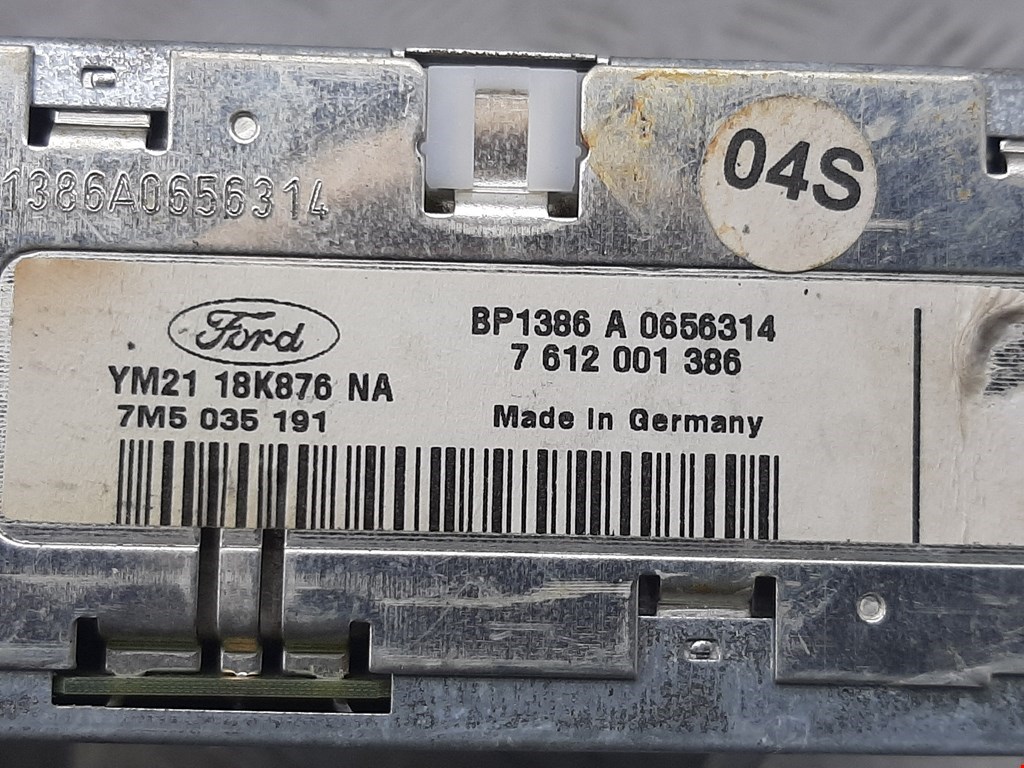 04S
1386A0656314
Ford
BP1386 A 0656314
7 612 001 386
YM21 18K876 NA
7M5 035 191
Made In Germany